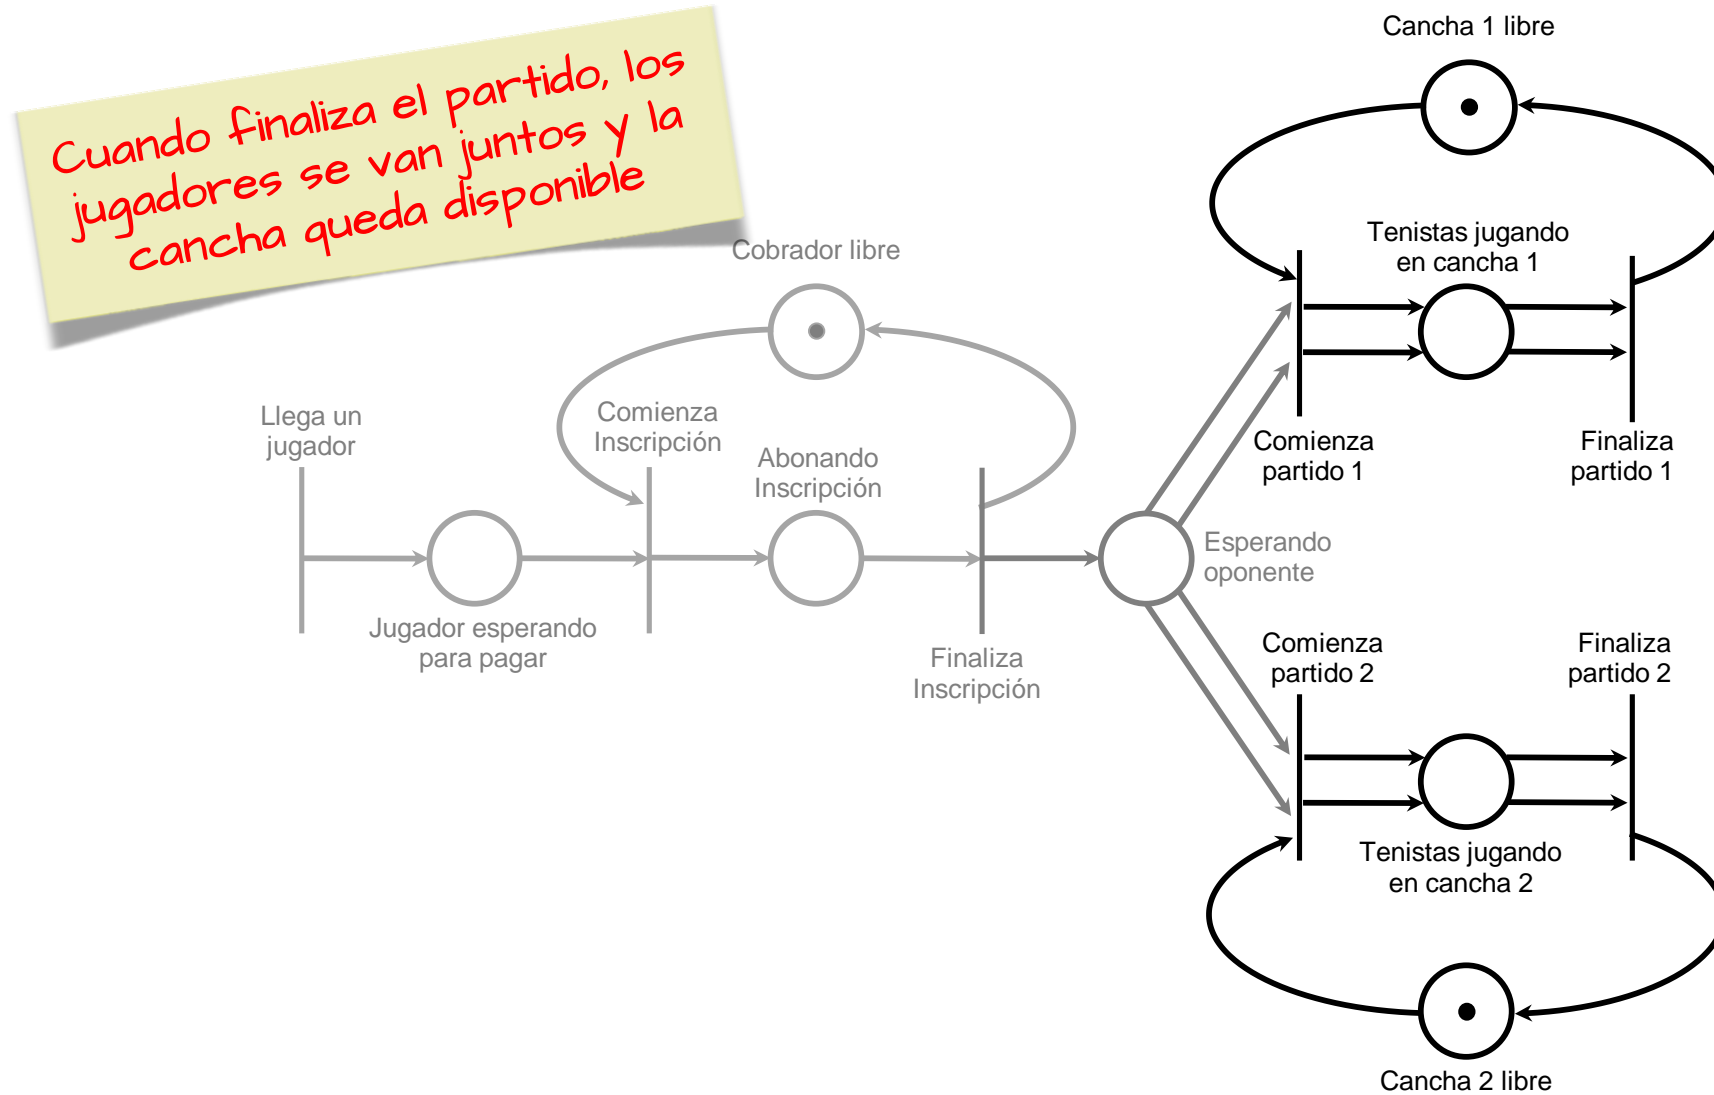 Cuando finaliza el partido, los
jugadores se van juntos y la
cancha queda disponible
Cancha 1 libre
Tenistas jugando
en cancha 1
Cobrador libre
Llega un
jugador
Comienza
Inscripción
Abonando
Inscripción
Comienza
partido 1
Finaliza
partido 1
Esperando
oponente
Jugador esperando
para pagar
Finaliza
Inscripción
Comienza
partido 2
Finaliza
partido 2
Tenistas jugando
en cancha 2
Cancha 2 libre